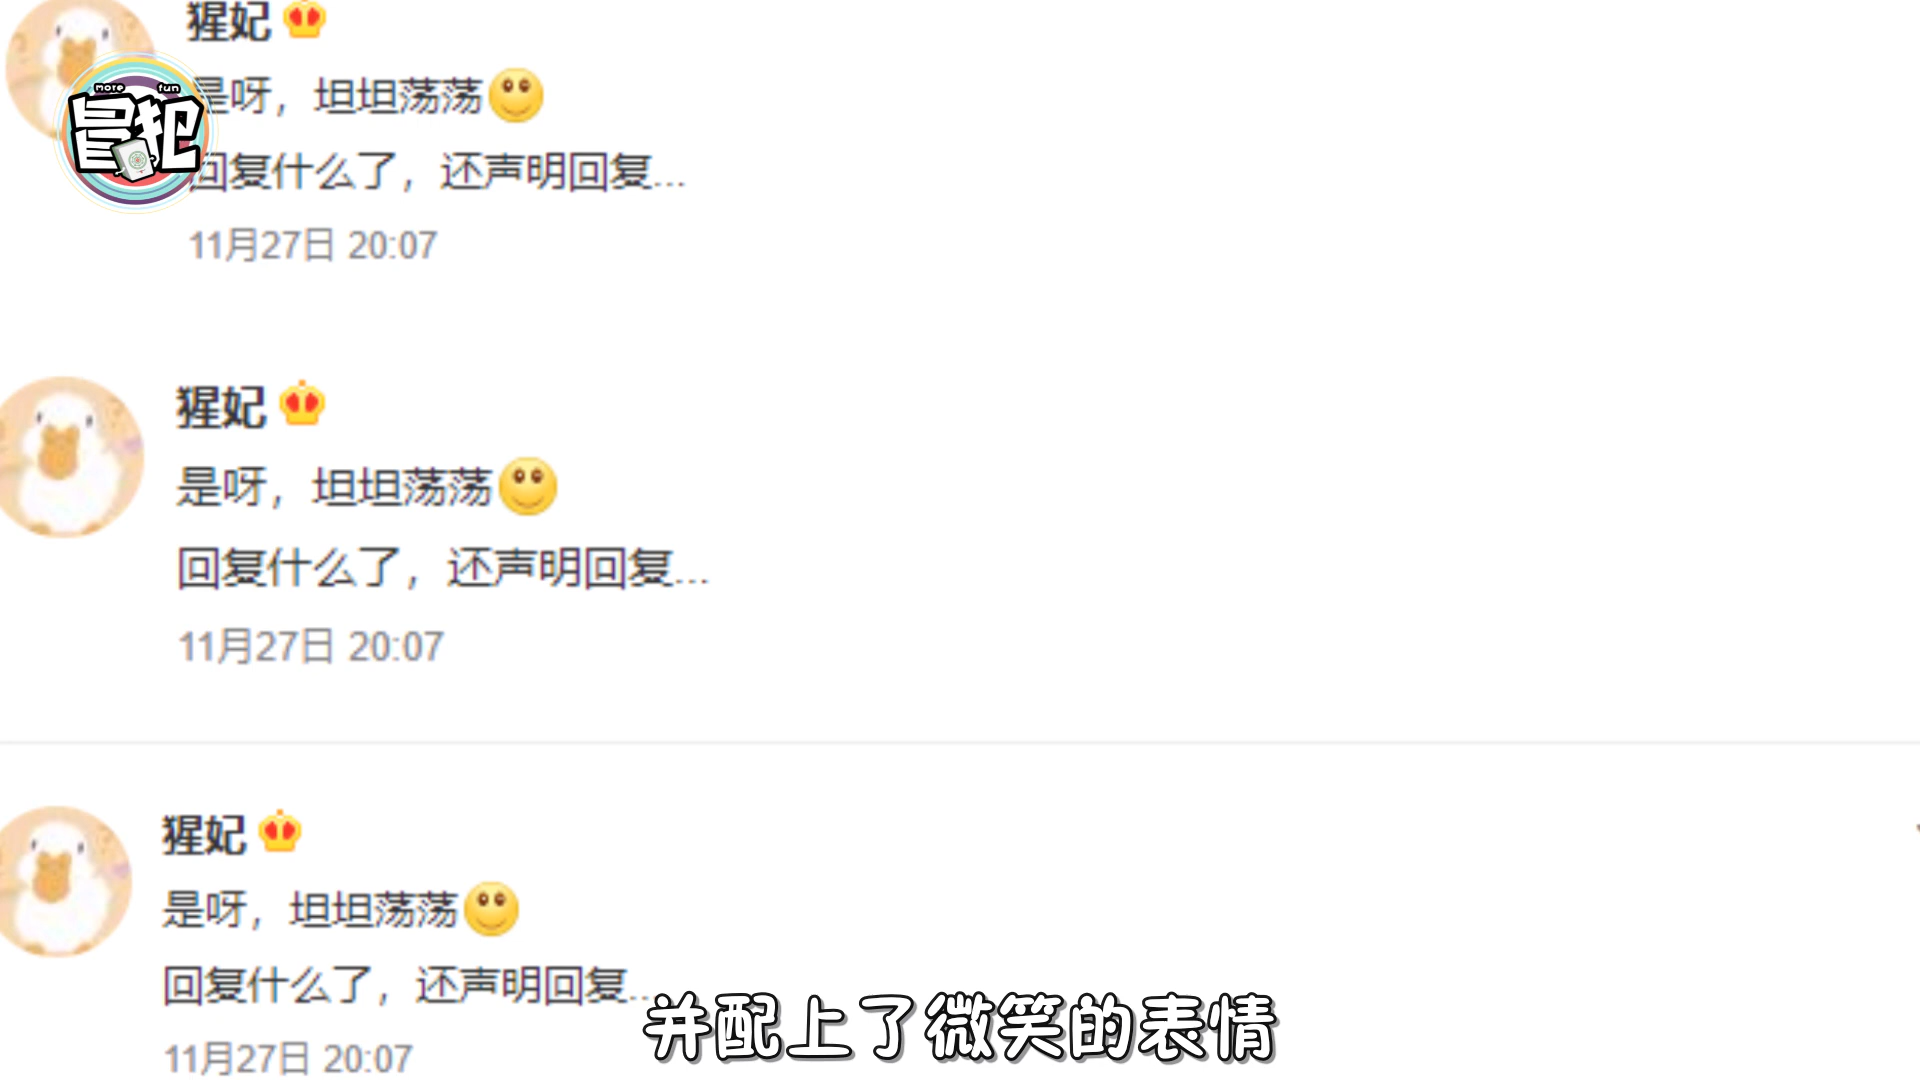 猩妃
是呀，坦坦荡荡
more fun
冒犯
回复什么了，还声明回复...
11月27日 20:07
猩妃
是呀，坦坦荡荡
回复什么了，还声明回复...
11月27日 20:07
猩妃
是呀，坦坦荡荡
回复什么了，还声明回复...
并配上了微笑的表情
11月27日 20:07